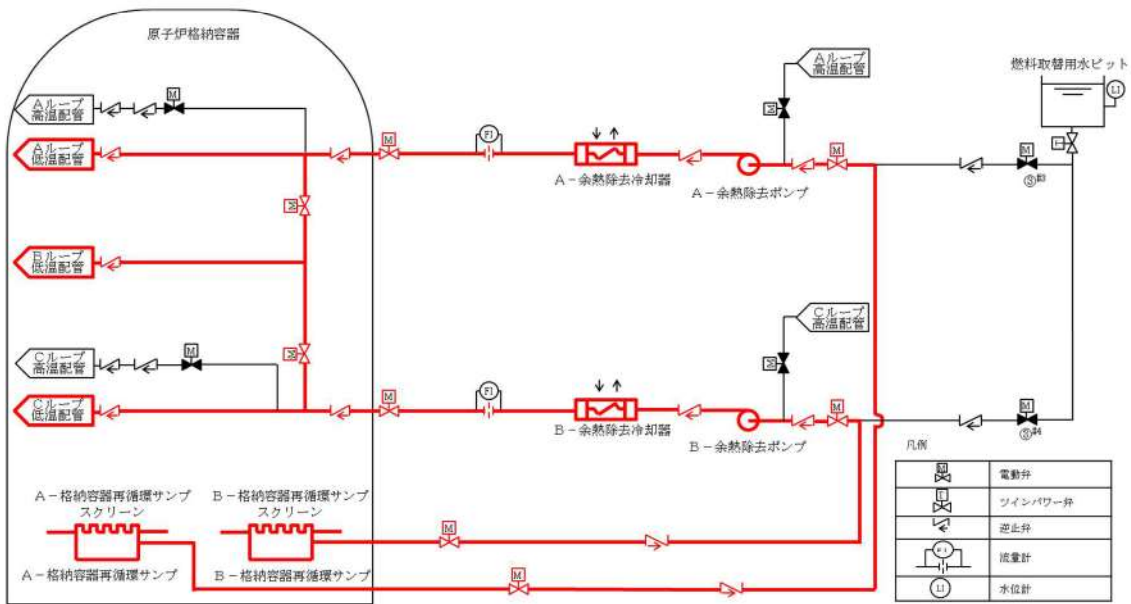 原子炉格納容器
Aループ
高温配管
燃料取替用水ピット
LI
Aループ
高温配管
M
M
Aループ
低温配管
M
FI
M
A-余熱除去冷却器
A-余熱除去ポンプ
M
M
Bループ
低温配管
Cループ
高温配管
Cループ
高温配管
M
M
M
Cループ
低温配管
M
FI
M
M
B-余熱除去冷却器
B-余熱除去ポンプ
凡例
M
電動弁
ツインパワー弁
逆止弁
FI
流量計
LI
水位計
A-格納容器再循環サンプ
スクリーン
B-格納容器再循環サンプ
スクリーン
M
A-格納容器再循環サンプ
B-格納容器再循環サンプ
M